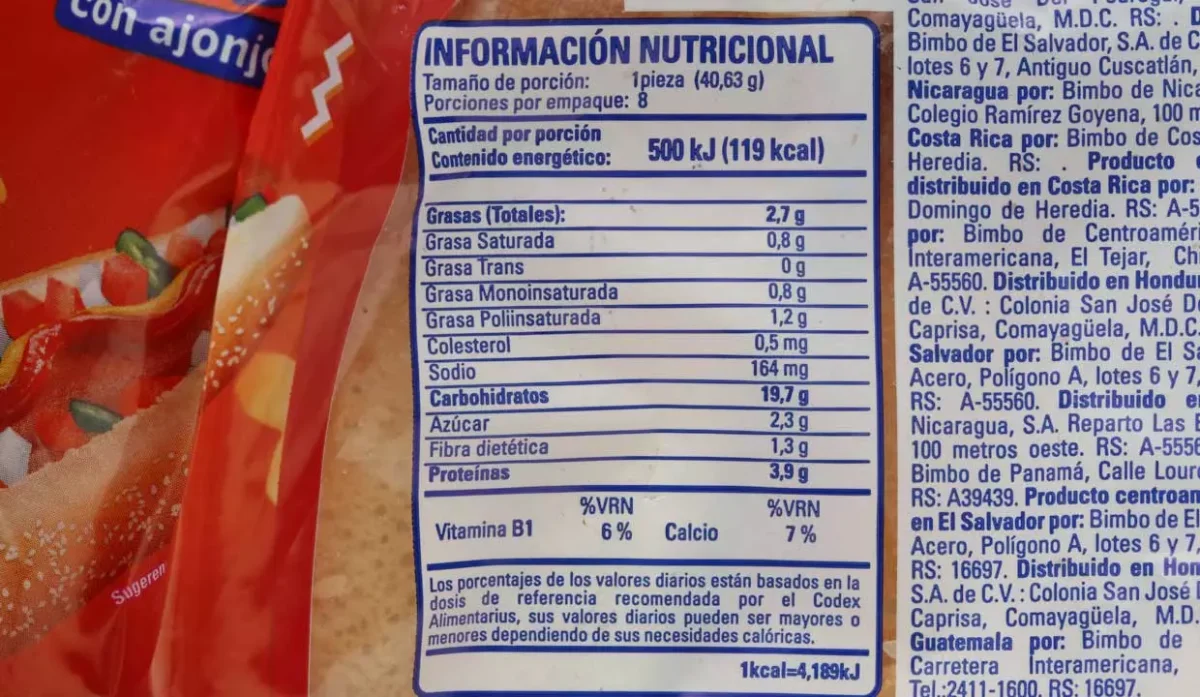 con
INFORMACIÓN NUTRICIONAL
Tamaño de porción: 1pieza (40,63 g)
Porciones por empaque: 8
Cantidad por porción
Contenido energético: 500 kJ (119 kcal)
Grasas (Totales): 2,7 g
Grasa Saturada 0,8 g
Grasa Trans 0 g
Grasa Monoinsaturada 0,8 g
Grasa Poliinsaturada 1,2 g
Colesterol 0,5 mg
Sodio 164 mg
Carbohidratos 19,7 g
Azúcar 2,3 g
Fibra dietética 1,3 g
Proteínas 3,9 g
%VRN %VRN
Vitamina B1 6 % Calcio 7 %
Los porcentajes de los valores diarios están basados en la
dosis de referencia recomendada por el Codex
Alimentarius, sus valores diarios pueden ser mayores o
menores dependiendo de sus necesidades calóricas.
1kcal=4,189kJ
Sugeren
Comayagüela, M.D.C. RS: .
Bimbo de El Salvador, S.A. de C
lotes 6 y 7, Antiguo Cuscatlán,
Nicaragua por: Bimbo de Nica
Colegio Ramírez Goyena, 100 m
Costa Rica por: Bimbo de Cos
Heredia. RS: . Producto
distribuido en Costa Rica por:
Domingo de Heredia. RS: A-5
por: Bimbo de Centroaméri
Interamericana, El Tejar, Ch
A-55560. Distribuido en Hondu
de C.V. : Colonia San José D
Caprisa, Comayagüela, M.D.C.
Salvador por: Bimbo de El Sa
Acero, Polígono A, lotes 6 y 7,
RS: A-55560. Distribuido e
Nicaragua, S.A. Reparto Las
100 metros oeste. RS: A-5556
Bimbo de Panamá, Calle Lour
RS: A39439. Producto centroam
en El Salvador por: Bimbo de E
Acero, Polígono A, lotes 6 y 7.
RS: 16697. Distribuido en Hon
S.A. de C.V. : Colonia San José
Caprisa, Comayagüela, M.D.
Guatemala por: Bimbo de
Carretera Interamericana,
Tel.:2411-1600. RS: 16697.